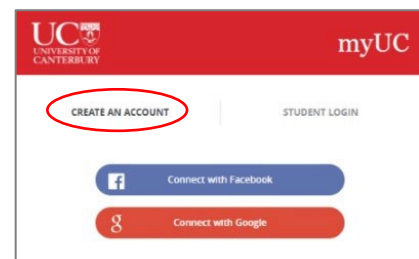 UC
UNIVERSITY OF
CANTERBURY
myUC
CREATE AN ACCOUNT
STUDENT LOGIN
f
Connect with Facebook
g
Connect with Google